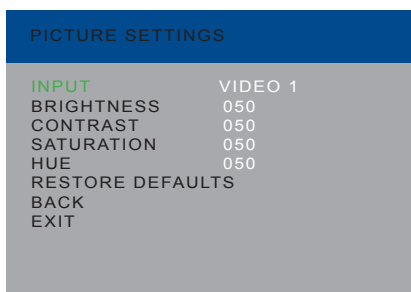 PICTURE SETTINGS
INPUT VIDEO 1
BRIGHTNESS 050
CONTRAST 050
SATURATION 050
HUE 050
RESTORE DEFAULTS
BACK
EXIT